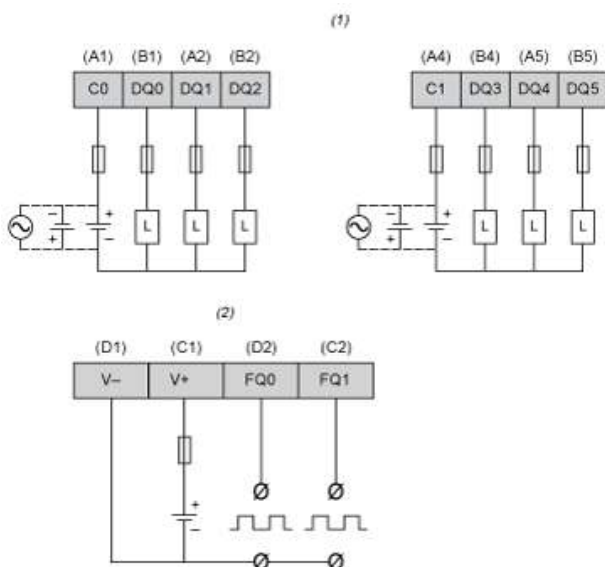 (1)
(A1) (B1) (A2) (B2)
C0 DQ0 DQ1 DQ2
− + + −
L L L
(A4) (B4) (A5) (B5)
C1 DQ3 DQ4 DQ5
− + + −
L L L
(2)
(D1) (C1) (D2) (C2)
V− V+ FQ0 FQ1
+
−